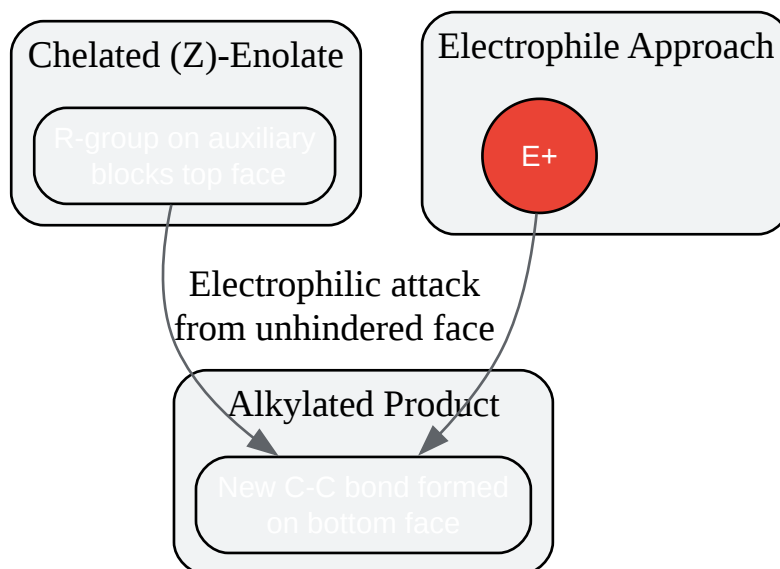 Chelated (Z)-Enolate
R-group on auxiliary
blocks top face
Electrophile Approach
E+
Electrophilic attack
from unhindered face
Alkylated Product
New C-C bond formed
on bottom face